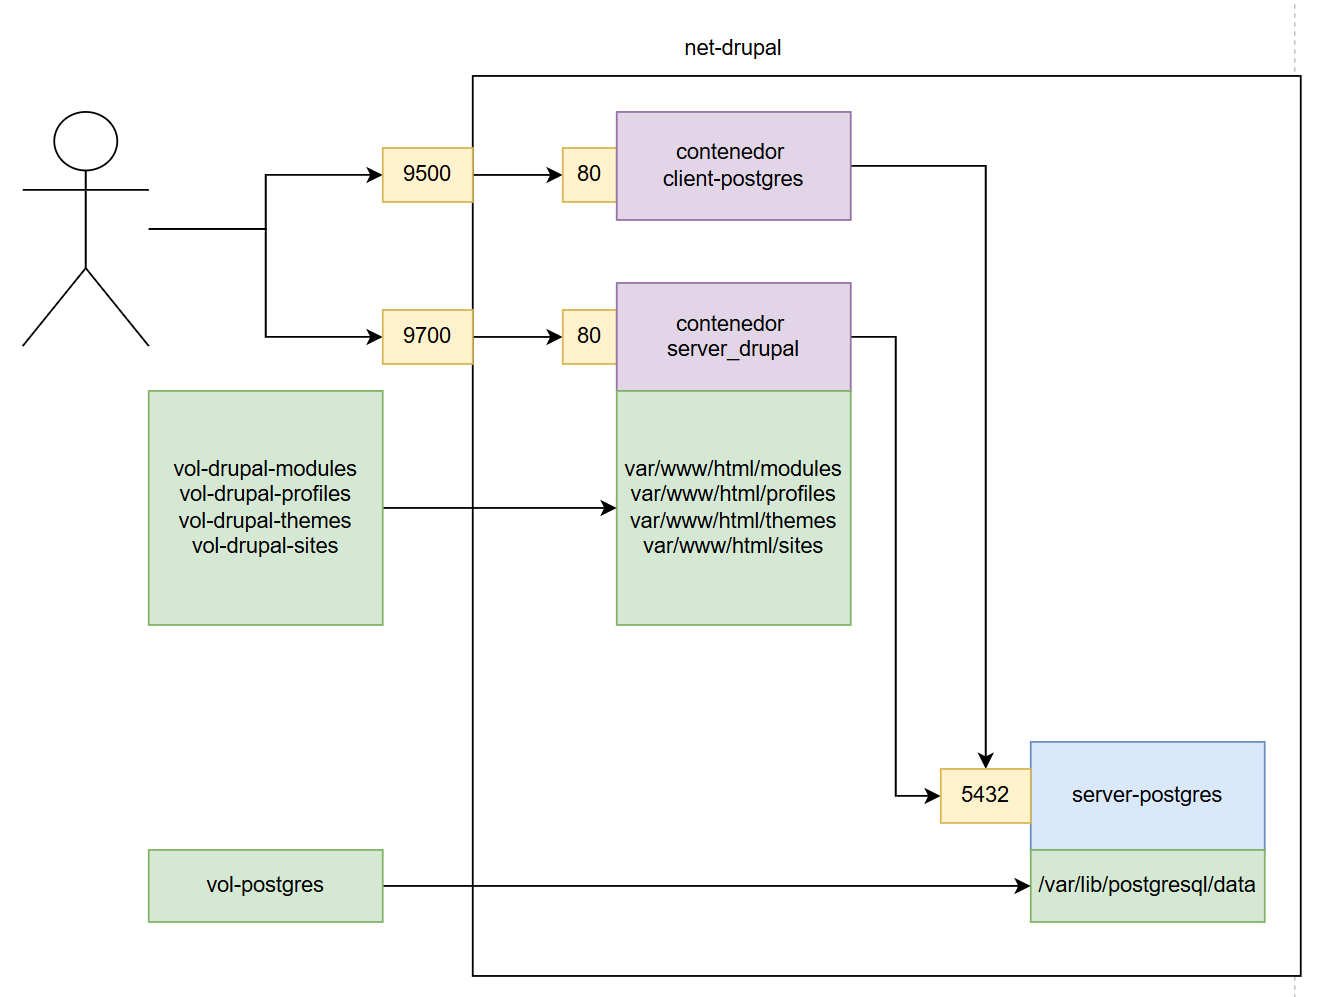 net-drupal
9500
80
contenedor
client-postgres
9700
80
contenedor
server_drupal
vol-drupal-modules
vol-drupal-profiles
vol-drupal-themes
vol-drupal-sites
var/www/html/modules
var/www/html/profiles
var/www/html/themes
var/www/html/sites
5432
server-postgres
vol-postgres
/var/lib/postgresql/data